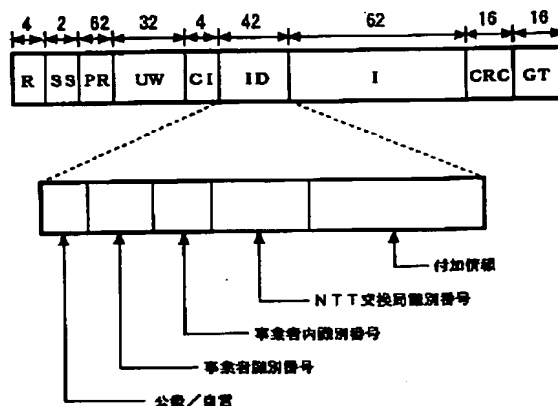 4 2 62 32 4 42 62 16 16
R SS PR UW CI ID I CRC GT
付加情報
NTT交換局識別番号
事業者内識別番号
事業者識別番号
公衆/自営